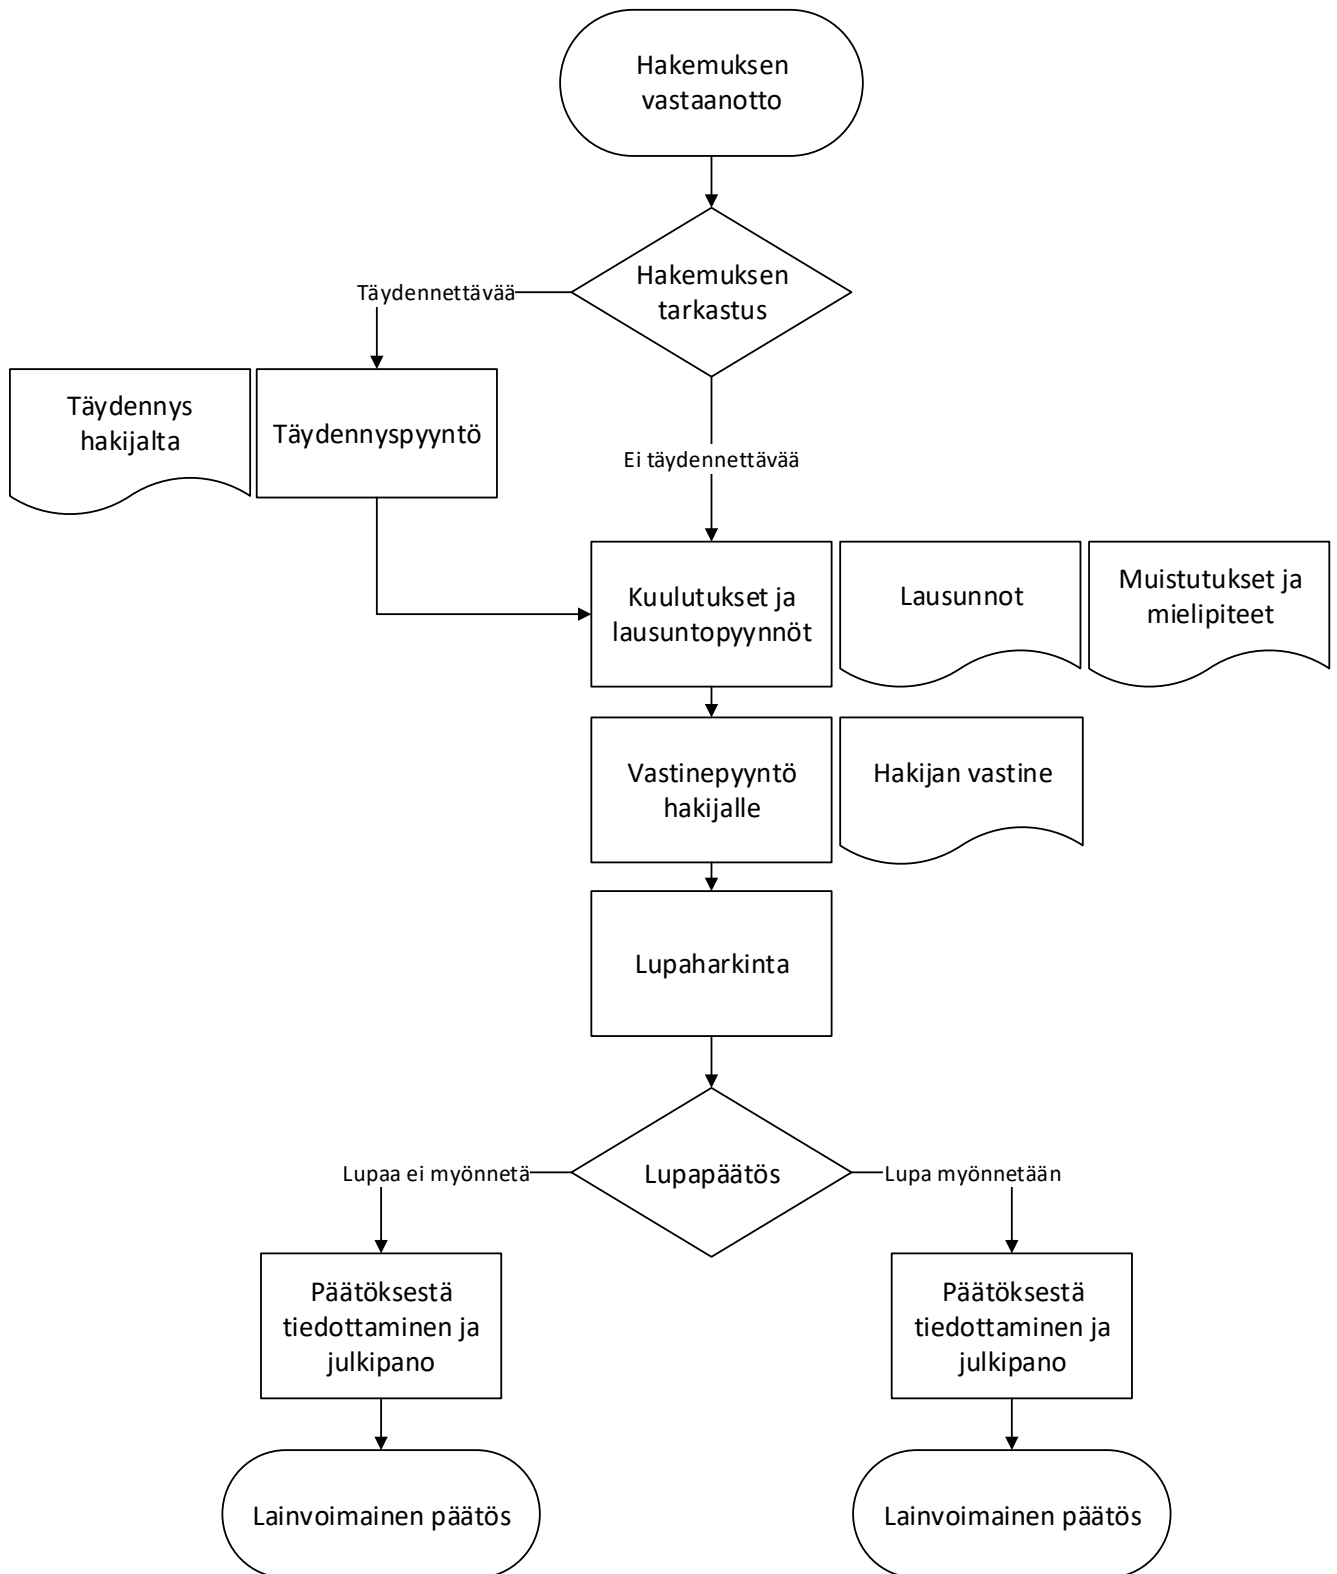 Hakemuksen
vastaanotto
Hakemuksen
tarkastus
Täydennettävää
Täydennys
hakijalta
Täydennyspyyntö
Ei täydennettävää
Kuulutukset ja
lausuntopyynnöt
Lausunnot
Muistutukset ja
mielipiteet
Vastinepyyntö
hakijalle
Hakijan vastine
Lupaharkinta
Lupapäätös
Lupaa ei myönnetä
Lupa myönnetään
Päätöksestä
tiedottaminen ja
julkipano
Päätöksestä
tiedottaminen ja
julkipano
Lainvoimainen päätös
Lainvoimainen päätös